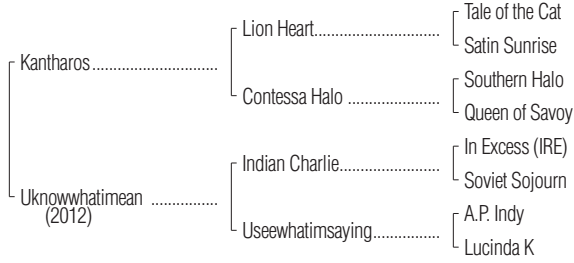 Tale of the Cat
Lion Heart
Satin Sunrise
Kantharos
Southern Halo
Contessa Halo
Queen of Savoy
In Excess (IRE)
Indian Charlie
Soviet Sojourn
Uknowwhatimean
(2012)
A.P. Indy
Useewhatimsaying
Lucinda K